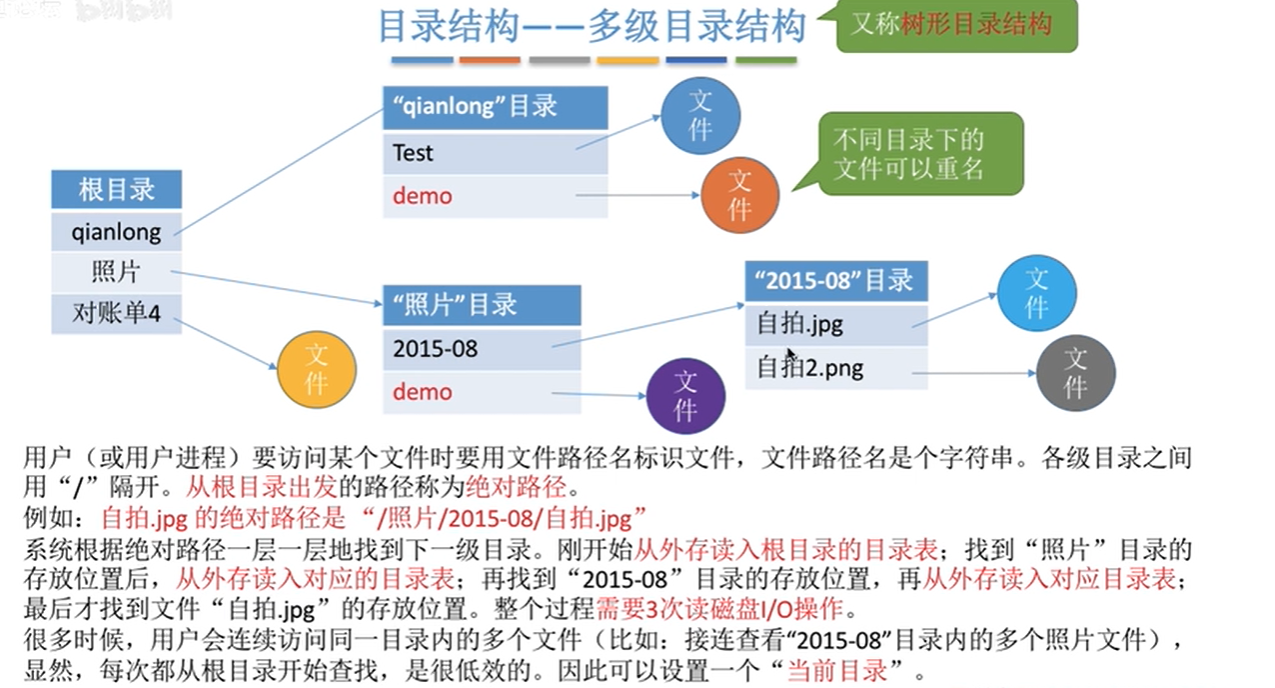 bilibili
目录结构——多级目录结构
又称树形目录结构
“qianlong”目录
Test
demo
文
件
文
件
不同目录下的
文件可以重名
根目录
qianlong
照片
对账单4
文
件
“照片”目录
2015-08
demo
文
件
“2015-08”目录
自拍.jpg
自拍2.png
文
件
文
件
用户（或用户进程）要访问某个文件时要用文件路径名标识文件，文件路径名是个字符串。各级目录之间
用“/”隔开。从根目录出发的路径称为绝对路径。
例如：自拍.jpg 的绝对路径是 “/照片/2015-08/自拍.jpg”
系统根据绝对路径一层一层地找到下一级目录。刚开始从外存读入根目录的目录表；找到“照片”目录的
存放位置后，从外存读入对应的目录表；再找到“2015-08”目录的存放位置，再从外存读入对应目录表；
最后才找到文件“自拍.jpg”的存放位置。整个过程需要3次读磁盘I/O操作。
很多时候，用户会连续访问同一目录内的多个文件（比如：接连查看“2015-08”目录内的多个照片文件），
显然，每次都从根目录开始查找，是很低效的。因此可以设置一个“当前目录”。